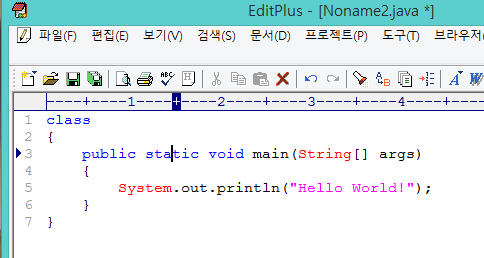 EditPlus - [Noname2.java *]
파일(F) 편집(E) 보기(V) 검색(S) 문서(D) 프로젝트(P) 도구(T) 브라우저
ABC A B A W
----+----1----+----2----+----3----+----4----+--
1 class
2 {
3 public static void main(String[] args)
4 {
5 System.out.println("Hello World!");
6 }
7 }